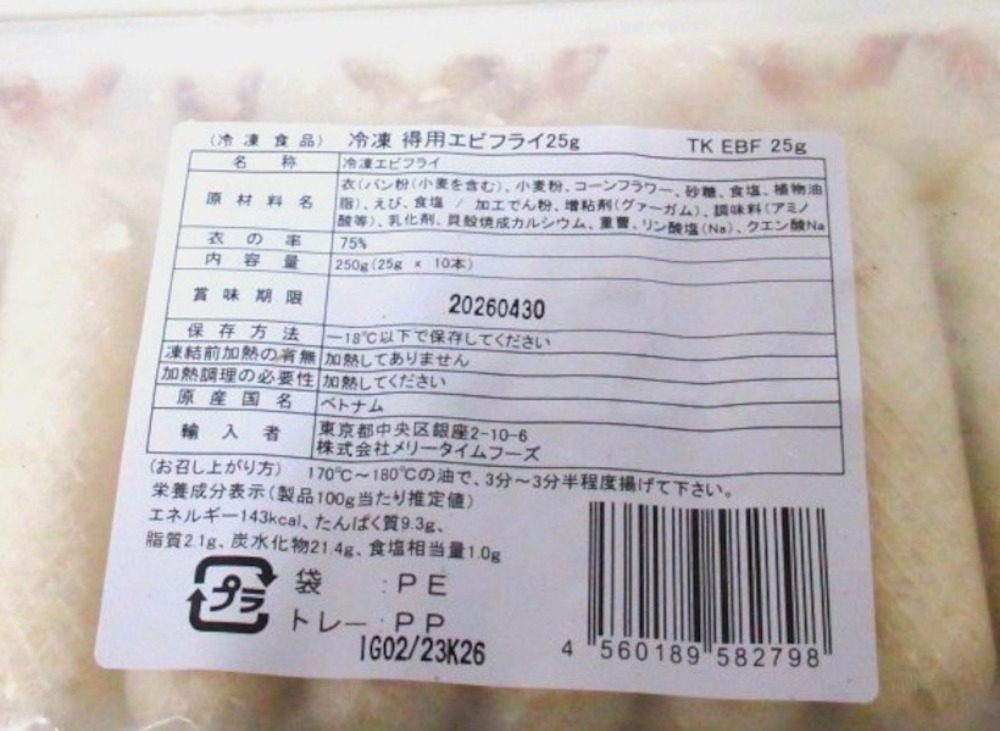 (冷凍食品) 冷凍 得用エビフライ25g TK EBF 25g
名称 冷凍エビフライ
原材料名 衣(パン粉(小麦を含む)、小麦粉、コーンフラワー、砂糖、食塩、植物油
脂)、えび、食塩 / 加工でん粉、増粘剤(グァーガム)、調味料(アミノ
酸等)、乳化剤、貝殻焼成カルシウム、重曹、リン酸塩(Na)、クエン酸Na
衣の率 75%
内容量 250g(25g × 10本)
賞味期限 20260430
保存方法 −18℃以下で保存してください
凍結前加熱の有無 加熱してありません
加熱調理の必要性 加熱してください
原産国名 ベトナム
輸入者 東京都中央区銀座2-10-6
株式会社メリータイムフーズ
(お召し上がり方) 170℃〜180℃の油で、3分〜3分半程度揚げて下さい。
栄養成分表示(製品100g当たり推定値)
エネルギー143kcal、たんぱく質9.3g、
脂質2.1g、炭水化物21.4g、食塩相当量1.0g
プラ 袋 :PE
トレー:PP
IG02/23K26
4 560189 582798